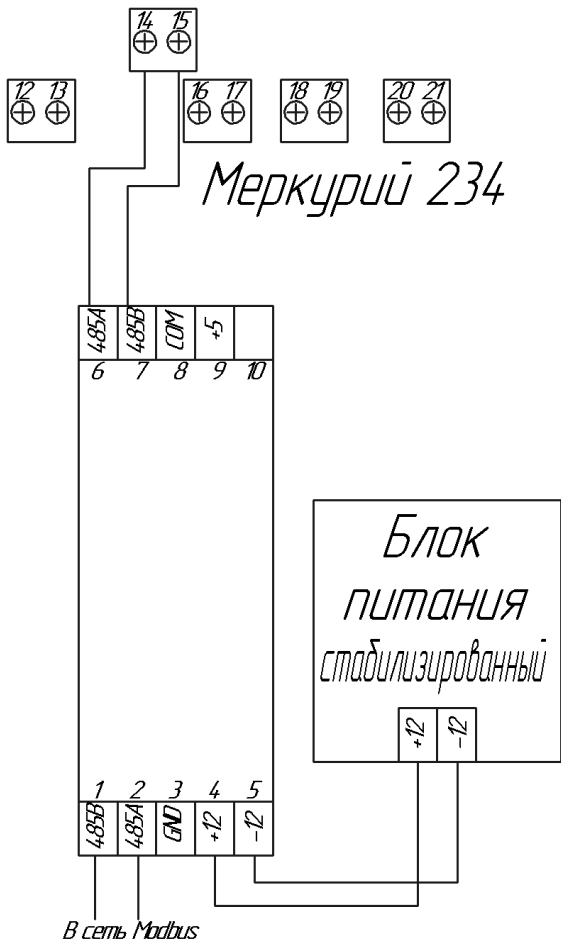 14 15
12 13
16 17
18 19
20 21
Меркурий 234
485A 485B COM +5
6 7 8 9 10
Блок
питания
стабилизированный
+12 -12
1 2 3 4 5
485B 485A GND +12 -12
В сеть Modbus